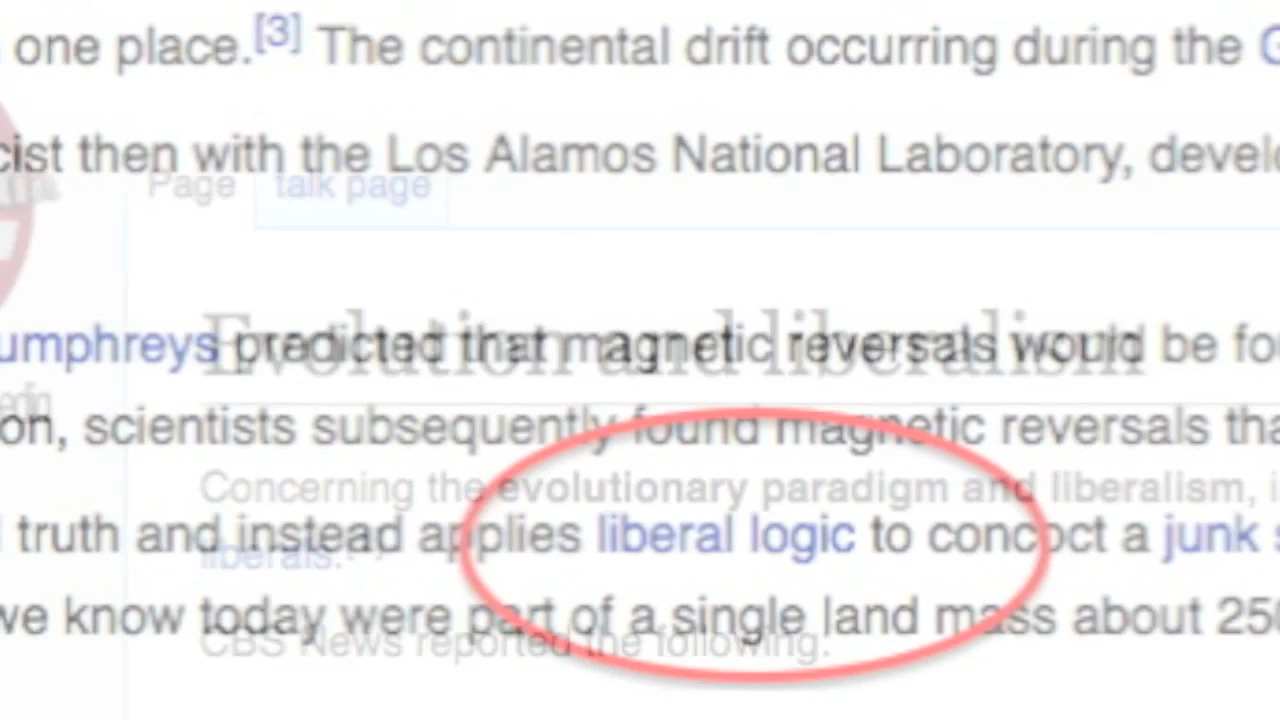 one place.[3] The continental drift occurring during the G
cist then with the Los Alamos National Laboratory, develo
Page talk page
Evolution and liberalism
umphreys predicted that magnetic reversals would be fo
on, scientists subsequently found magnetic reversals tha
Concerning the evolutionary paradigm and liberalism, i
truth and instead applies liberal logic to concoct a junk s
liberals.
we know today were part of a single land mass about 250
CBS News reported the following: